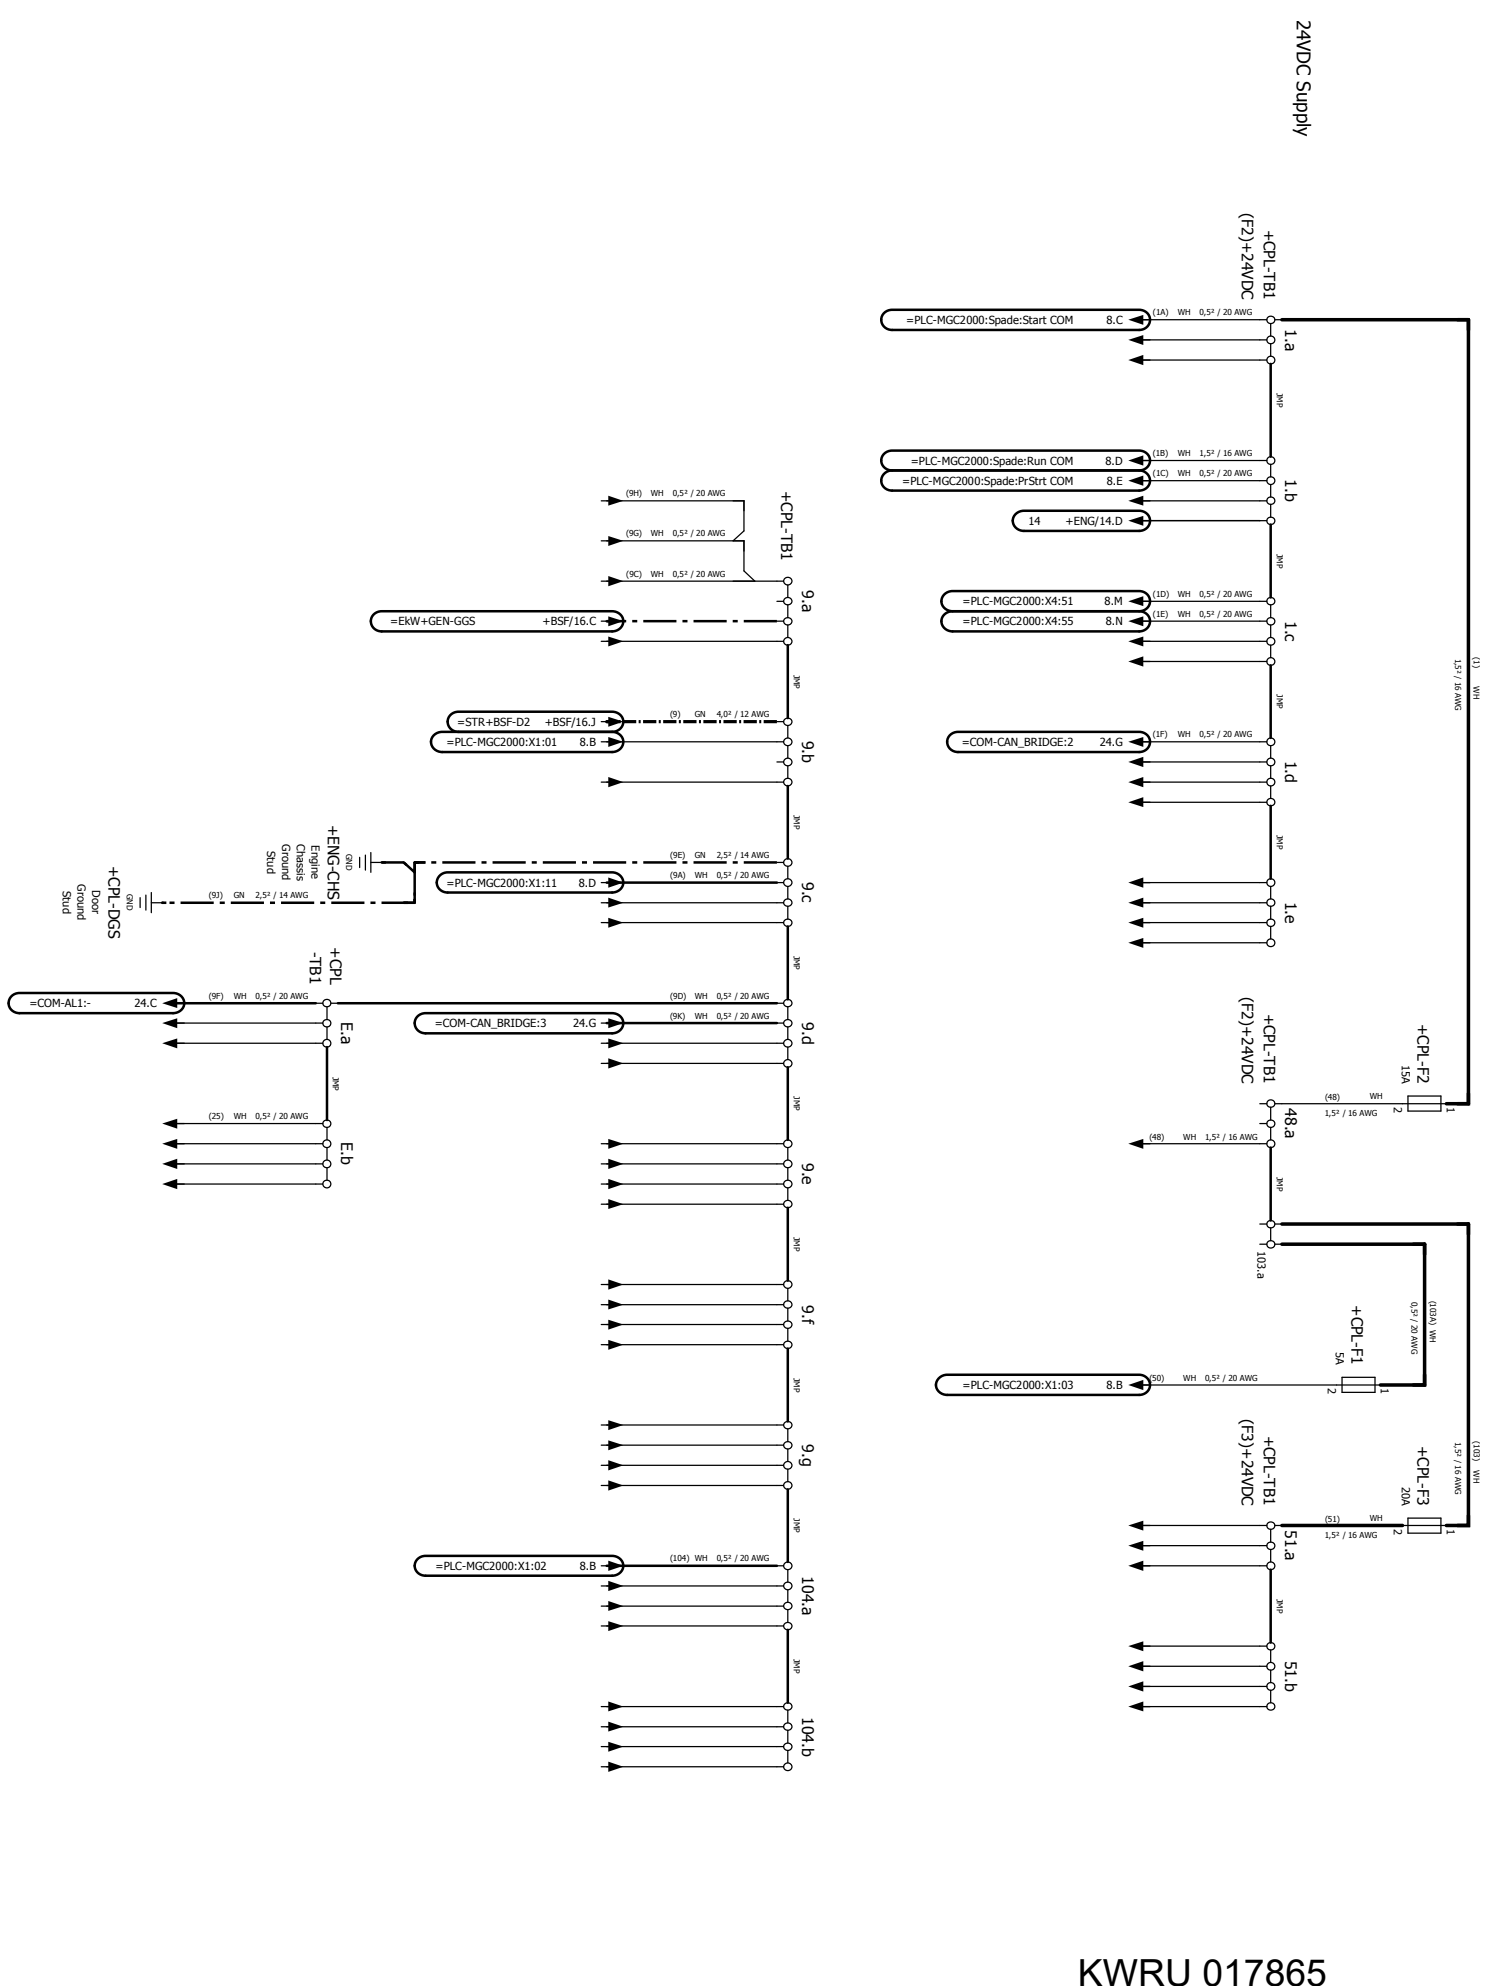 24VDC Supply
+CPL-TB1
(F2)+24VDC
=PLC-MGC2000:Spade:Start COM 8.C
(1A) WH 0,5² / 20 AWG
1.a
JMP
=PLC-MGC2000:Spade:Run COM 8.D
(1B) WH 1,5² / 16 AWG
=PLC-MGC2000:Spade:PrStrt COM 8.E
(1C) WH 0,5² / 20 AWG
1.b
14 +ENG/14.D
JMP
=PLC-MGC2000:X4:51 8.M
(1D) WH 0,5² / 20 AWG
=PLC-MGC2000:X4:55 8.N
(1E) WH 0,5² / 20 AWG
1.c
JMP
=COM-CAN_BRIDGE:2 24.G
(1F) WH 0,5² / 20 AWG
1.d
JMP
1.e
(1) WH
1,5² / 16 AWG
+CPL-F2
15A
1
2
(48) WH
1,5² / 16 AWG
+CPL-TB1
(F2)+24VDC
48.a
(48) WH 1,5² / 16 AWG
JMP
103.a
(103A) WH
0,5² / 20 AWG
+CPL-F1
5A
1
2
=PLC-MGC2000:X1:03 8.B
(50) WH 0,5² / 20 AWG
(103) WH
1,5² / 16 AWG
+CPL-F3
20A
1
2
(51) WH
1,5² / 16 AWG
+CPL-TB1
(F3)+24VDC
51.a
JMP
51.b
+CPL-TB1
(9H) WH 0,5² / 20 AWG
(9G) WH 0,5² / 20 AWG
(9C) WH 0,5² / 20 AWG
9.a
=EkW+GEN-GGS +BSF/16.C
JMP
=STR+BSF-D2 +BSF/16.J
(9) GN 4,0² / 12 AWG
=PLC-MGC2000:X1:01 8.B
9.b
JMP
+ENG-CHS
Engine
Chassis
Ground
Stud
GND
(9E) GN 2,5² / 14 AWG
=PLC-MGC2000:X1:11 8.D
(9A) WH 0,5² / 20 AWG
9.c
+CPL-DGS
Door
Ground
Stud
GND
(9J) GN 2,5² / 14 AWG
JMP
+CPL
-TB1
=COM-AL1:- 24.C
(9F) WH 0,5² / 20 AWG
E.a
(9D) WH 0,5² / 20 AWG
=COM-CAN_BRIDGE:3 24.G
(9K) WH 0,5² / 20 AWG
9.d
JMP
JMP
(25) WH 0,5² / 20 AWG
E.b
9.e
JMP
9.f
JMP
9.g
JMP
=PLC-MGC2000:X1:02 8.B
(104) WH 0,5² / 20 AWG
104.a
JMP
104.b
KWRU 017865